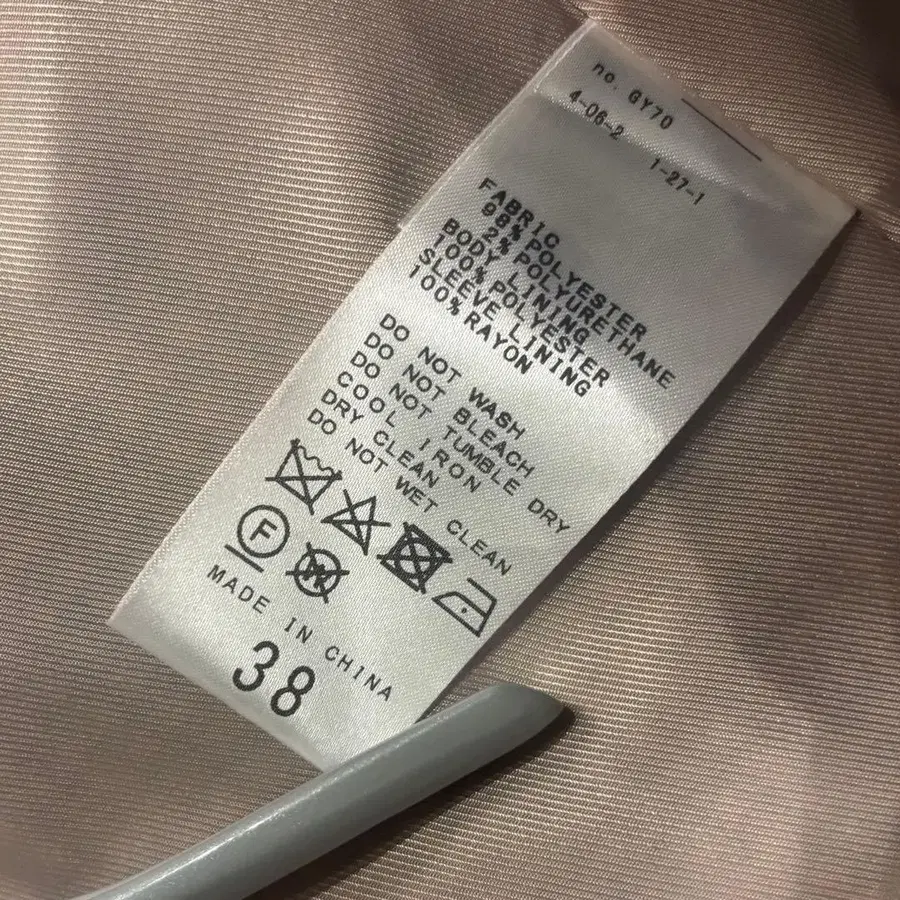 no. GY70
4-06-2 1-27-1
FABRIC
98% POLYESTER
2% POLYURETHANE
BODY LINING
100% POLYESTER
SLEEVE LINING
100% RAYON
DO NOT WASH
DO NOT BLEACH
DO NOT TUMBLE DRY
COOL IRON
DRY CLEAN
DO NOT WET CLEAN
F
W
MADE IN CHINA
38